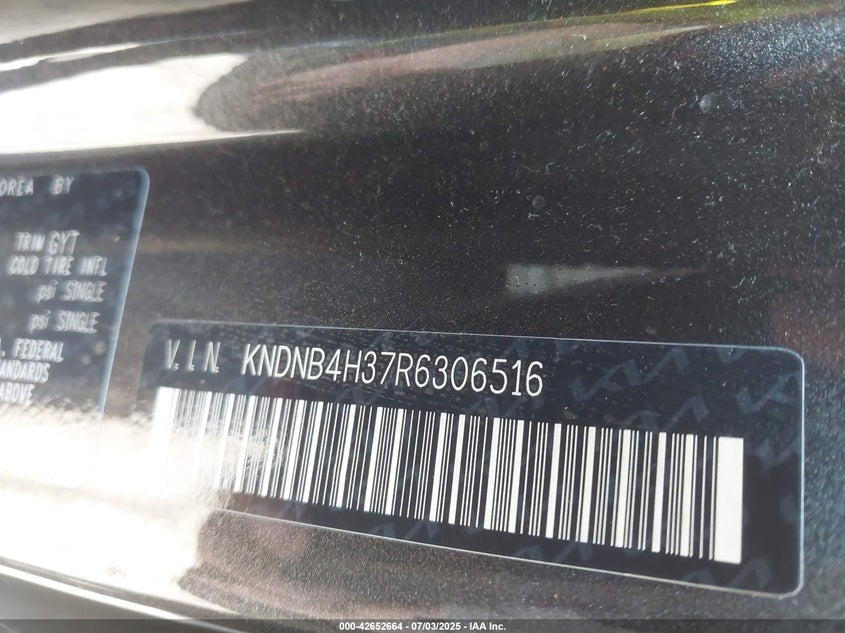 OREA BY
TRIM GYT
COLD TIRE INFL
psi SINGLE
psi SINGLE
FEDERAL
STANDARDS
ABOVE
V.I.N. KNDNB4H37R6306516
000-42652664 / 07/03/2025 - IAA Inc.